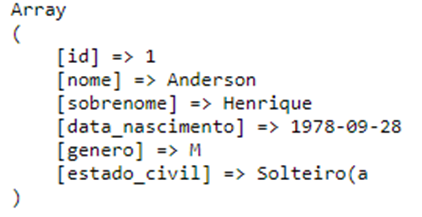 Array
(
[id] => 1
[nome] => Anderson
[sobrenome] => Henrique
[data_nascimento] => 1978-09-28
[genero] => M
[estado_civil] => Solteiro(a
)